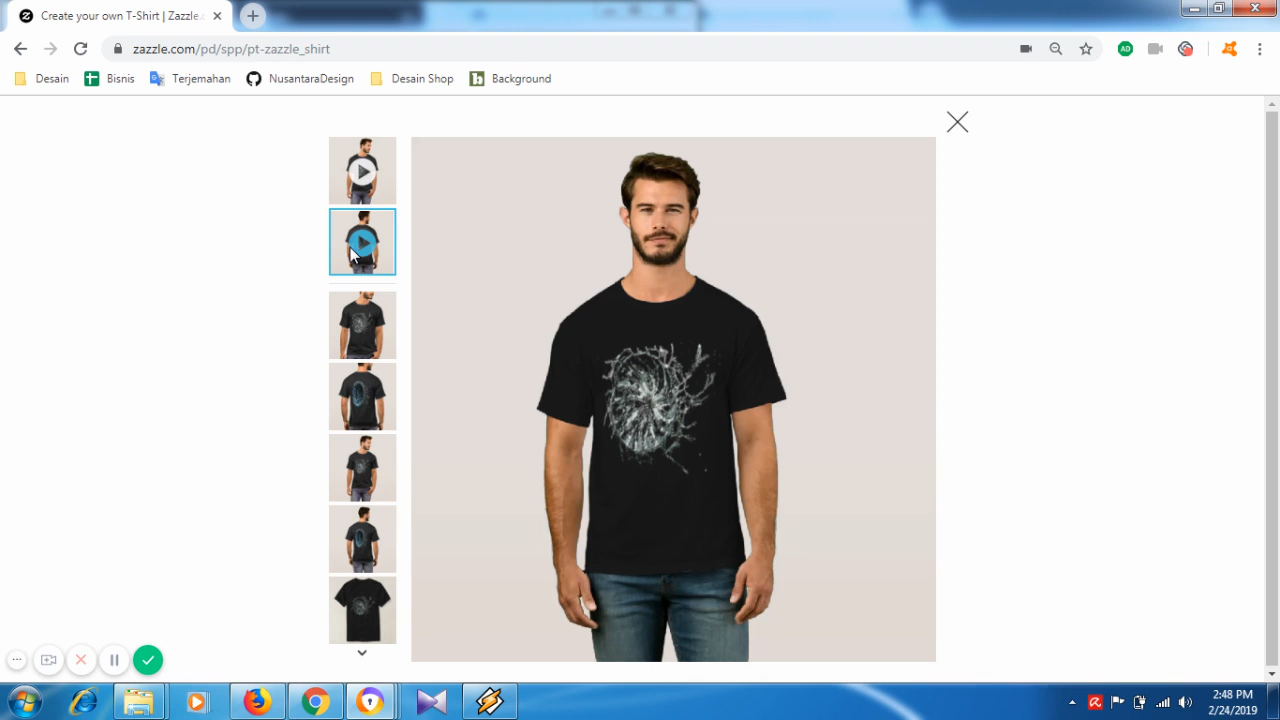 Create your own T-Shirt | Zazzle.c
zazzle.com/pd/spp/pt-zazzle_shirt
AD
Desain
Bisnis
Terjemahan
NusantaraDesign
Desain Shop
Background
2:48 PM
2/24/2019